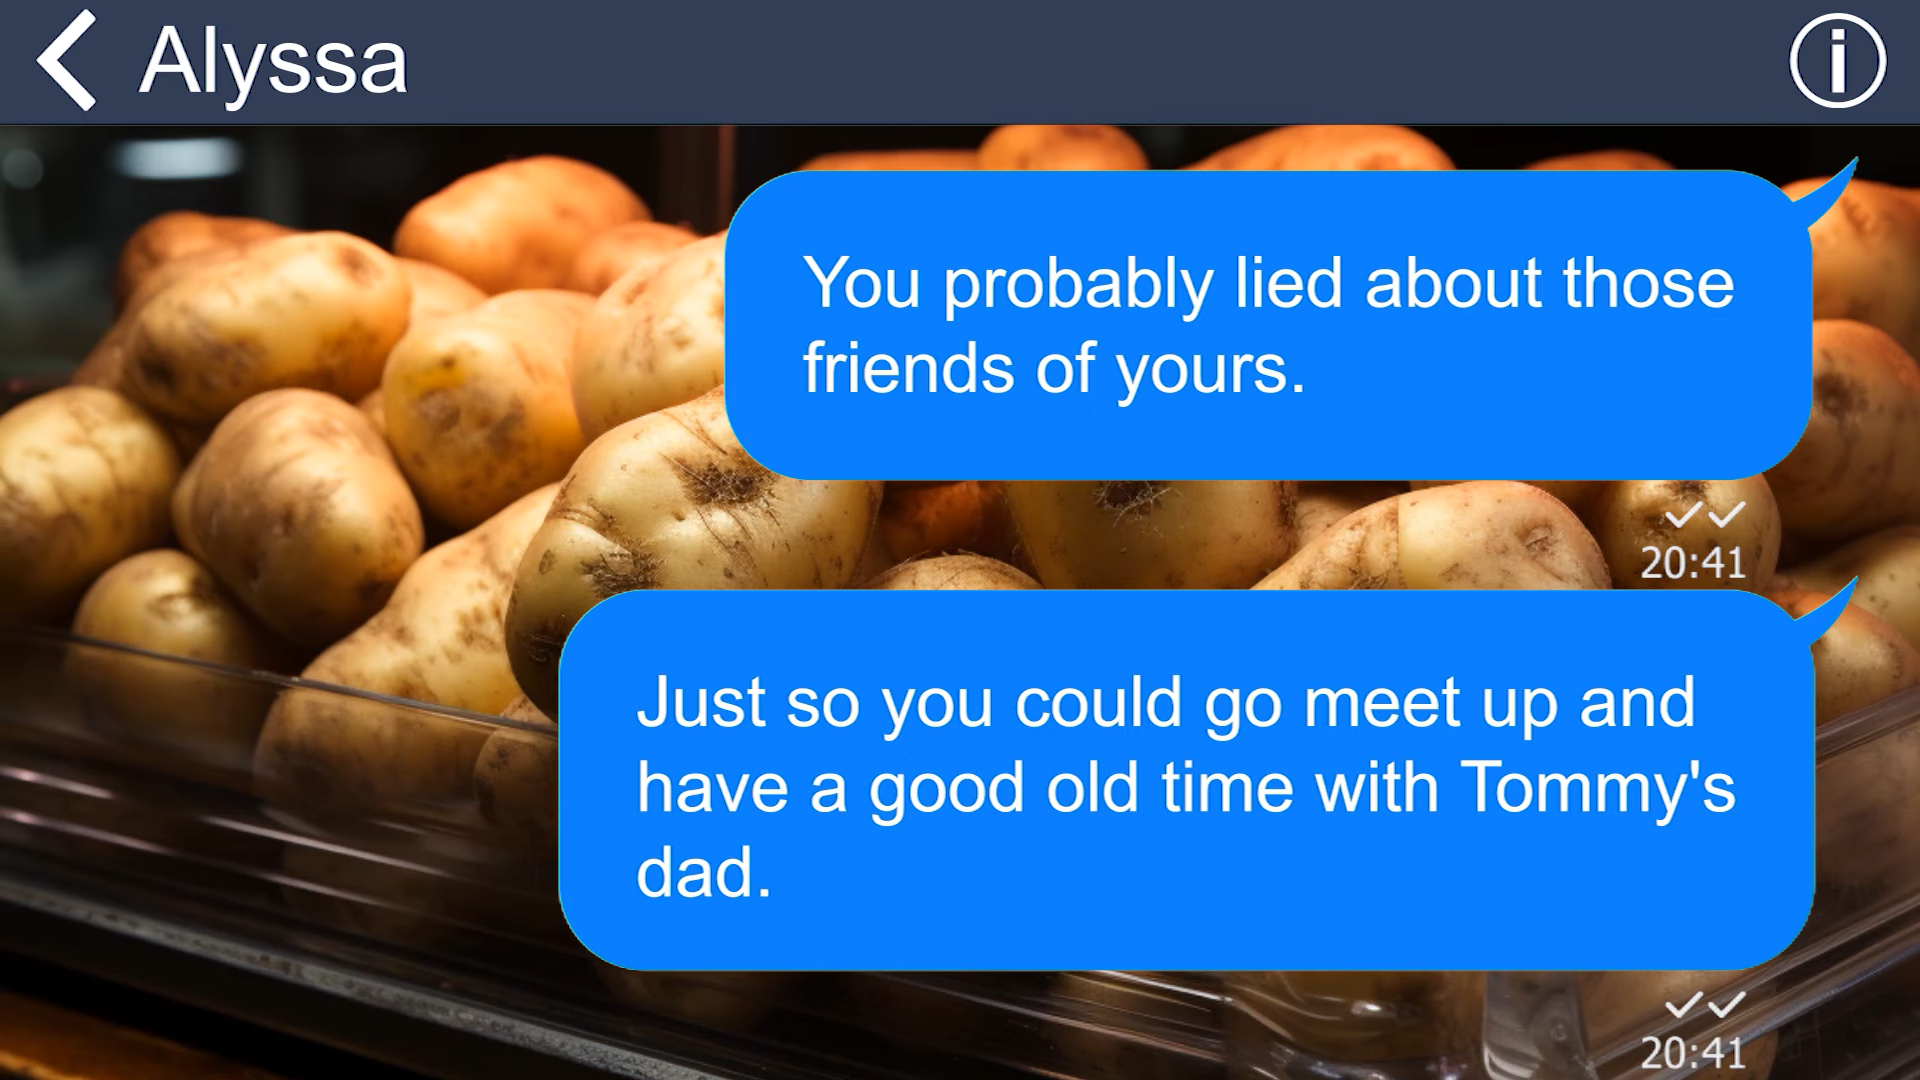 Alyssa
You probably lied about those
friends of yours.
20:41
Just so you could go meet up and
have a good old time with Tommy's
dad.
20:41